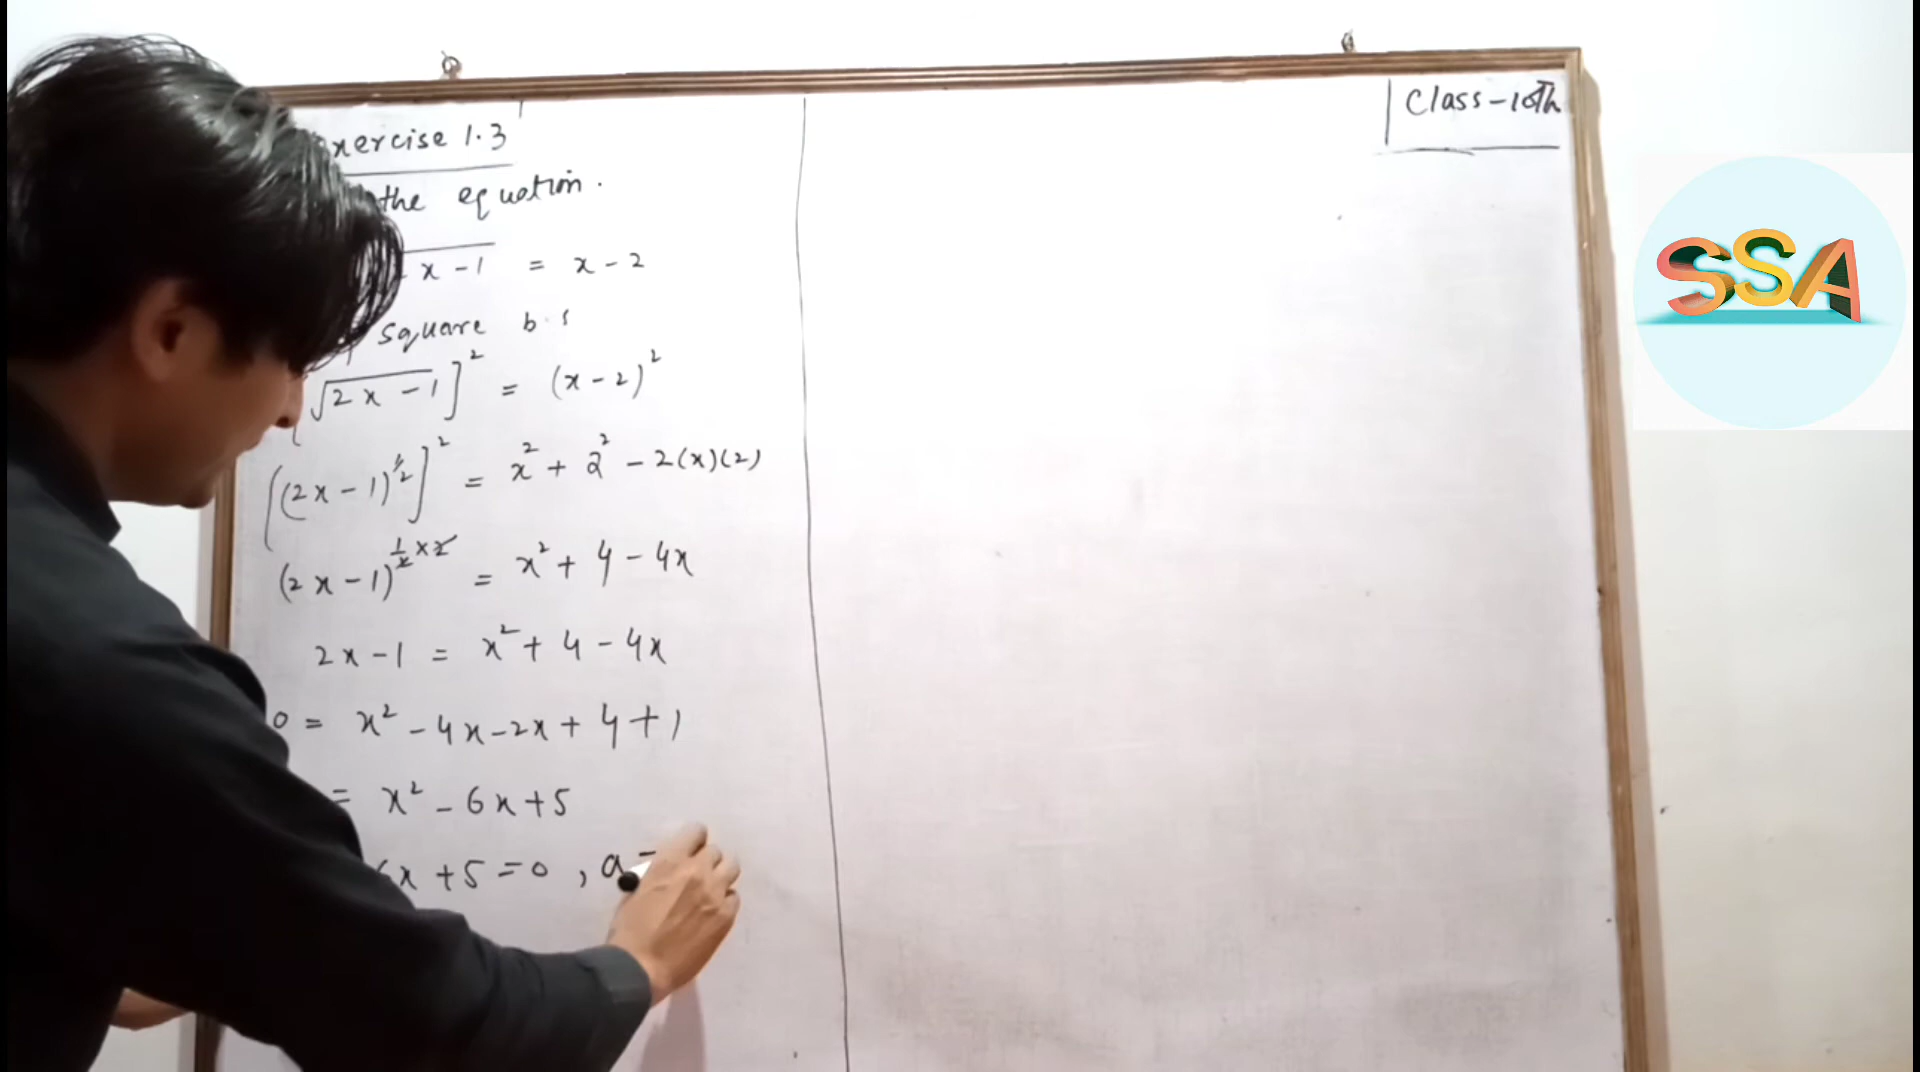 xercise 1.3
Class-10th
the equation.
x - 1 = x - 2
square b.s
[√(2x - 1)]² = (x - 2)²
[(2x - 1)^(1/2)]² = x² + 2² - 2(x)(2)
(2x - 1)^(1/2 × 2) = x² + 4 - 4x
2x - 1 = x² + 4 - 4x
0 = x² - 4x - 2x + 4 + 1
= x² - 6x + 5
6x + 5 = 0 , a =
SSA